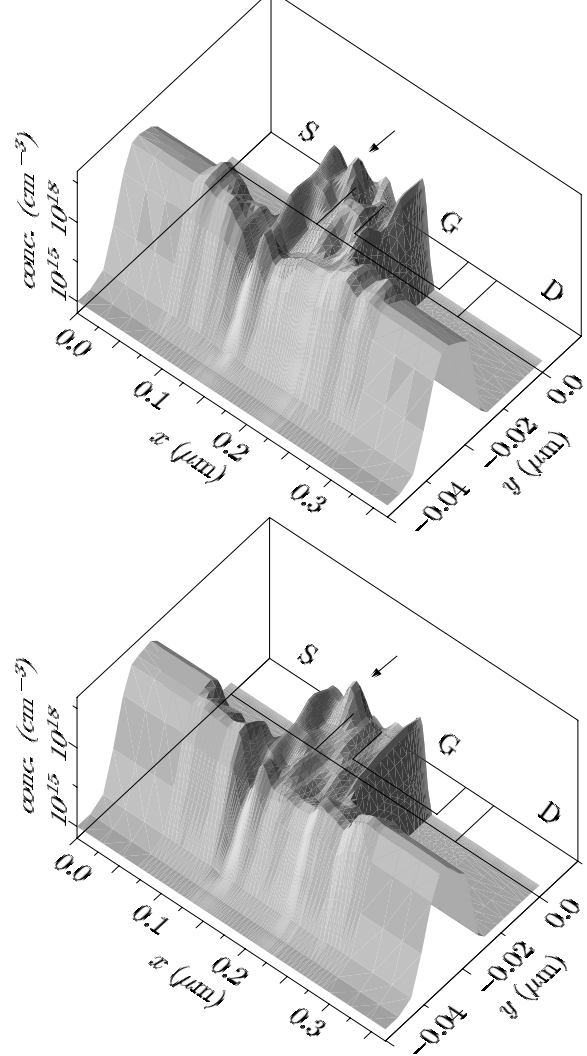 S
G
D
conc. (cm⁻³)
10¹⁸
10¹⁵
0.0
0.1
0.2
0.3
x (μm)
0.0
−0.02
−0.04
y (μm)
S
G
D
conc. (cm⁻³)
10¹⁸
10¹⁵
0.0
0.1
0.2
0.3
x (μm)
0.0
−0.02
−0.04
y (μm)